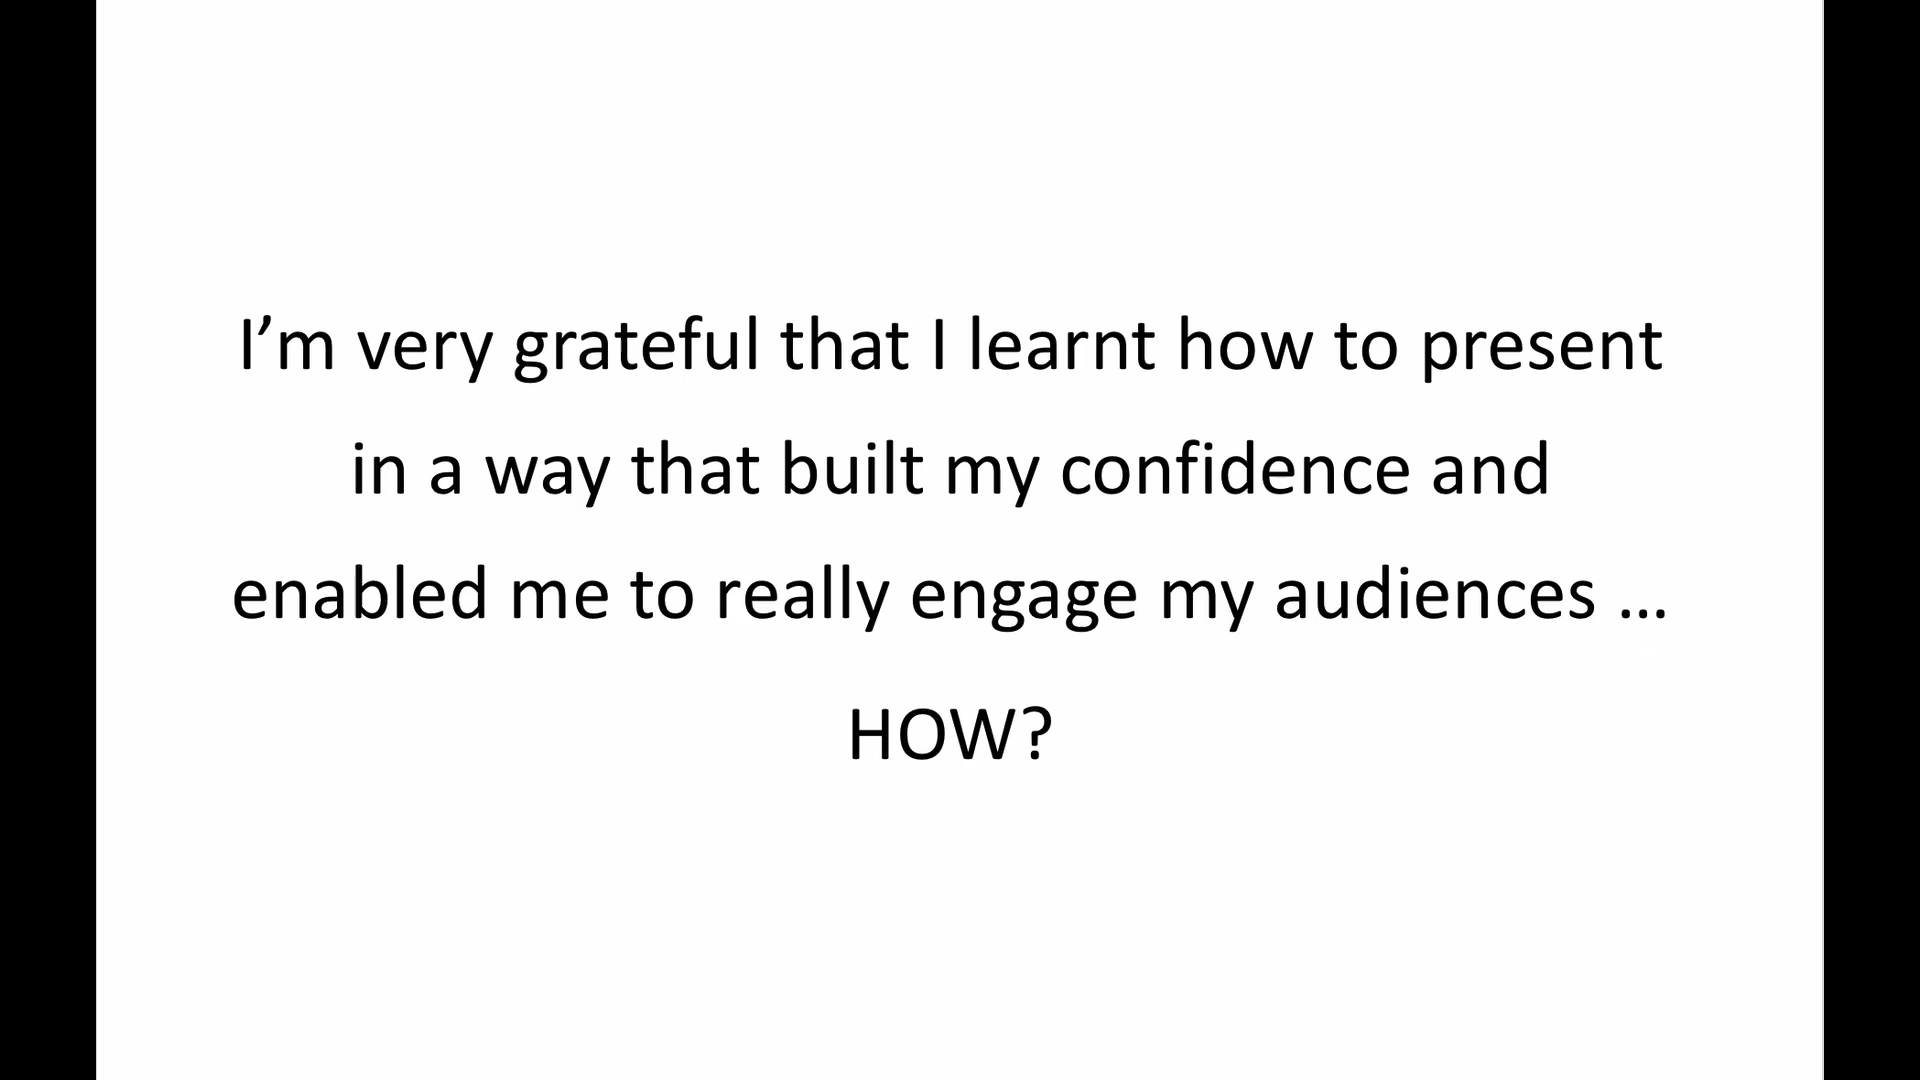 I’m very grateful that I learnt how to present
in a way that built my confidence and
enabled me to really engage my audiences …
HOW?